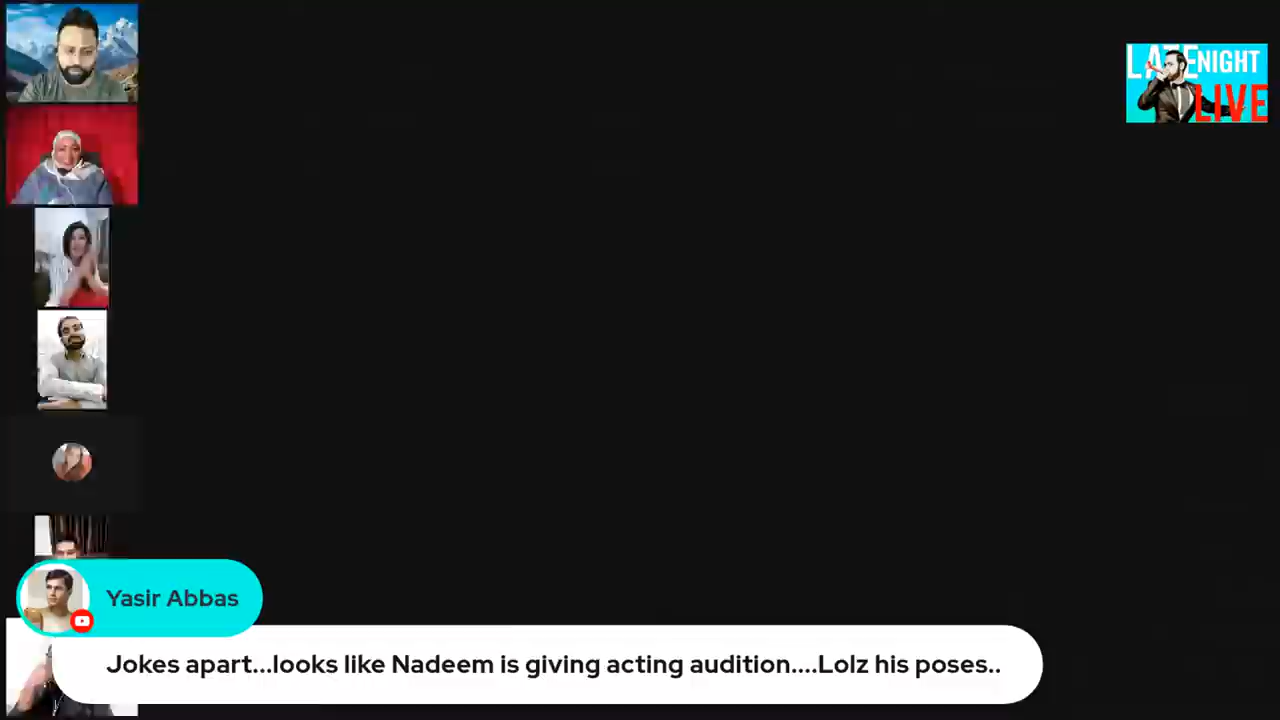 LATE NIGHT
LIVE
Yasir Abbas
Jokes apart...looks like Nadeem is giving acting audition....Lolz his poses..